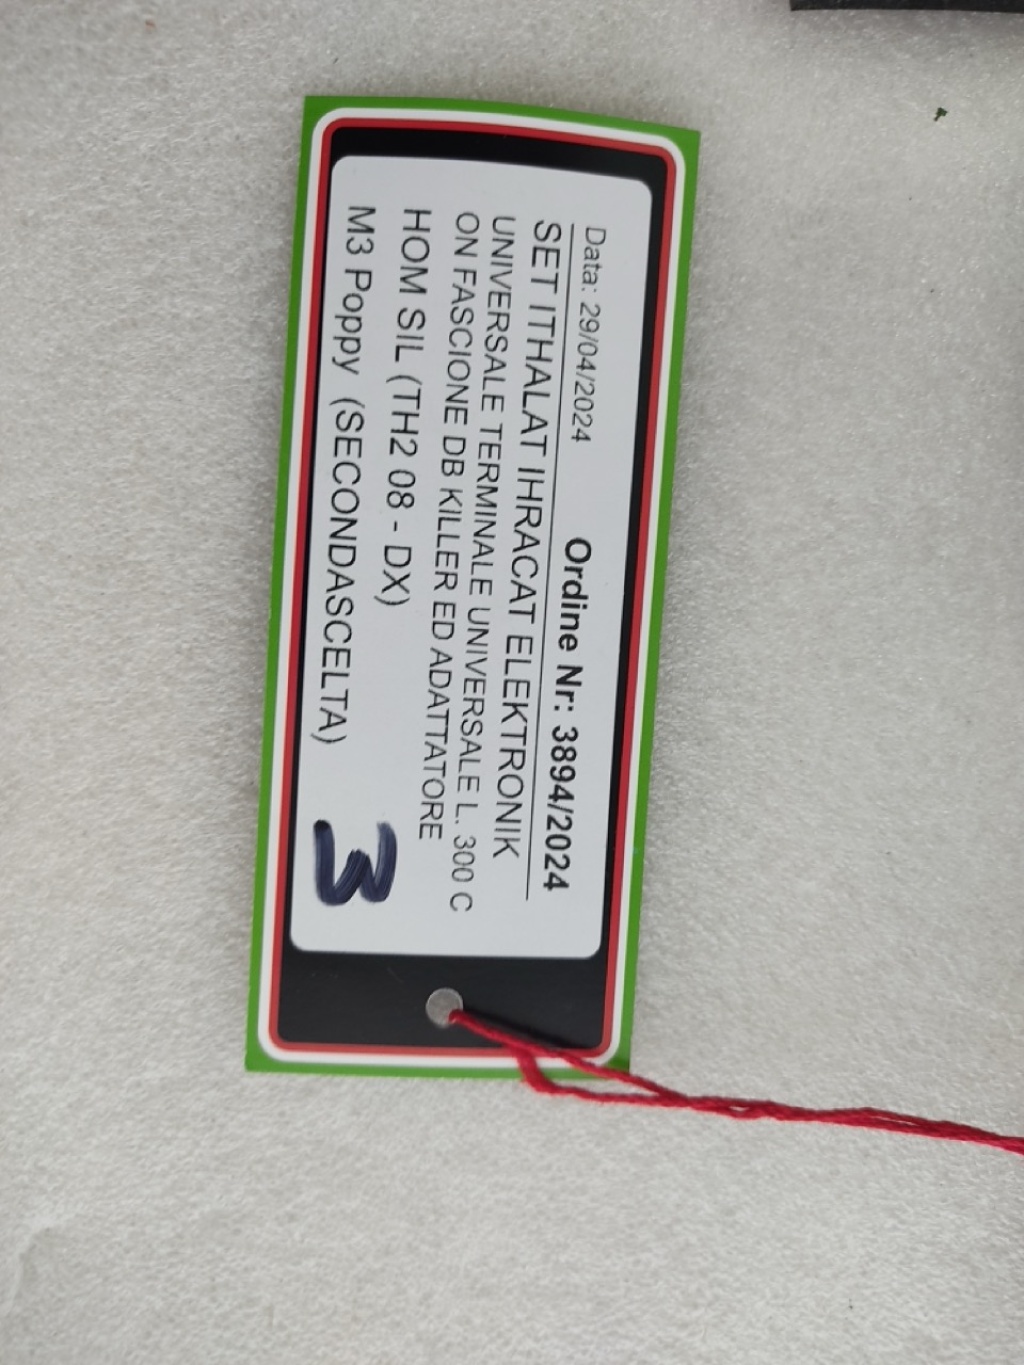 Data: 29/04/2024 Ordine Nr: 3894/2024
SET ITHALAT IHRACAT ELEKTRONIK
UNIVERSALE TERMINALE UNIVERSALE L. 300 C
ON FASCIONE DB KILLER ED ADATTATORE
HOM SIL (TH2 08 - DX)
M3 Poppy (SECONDASCELTA)
3